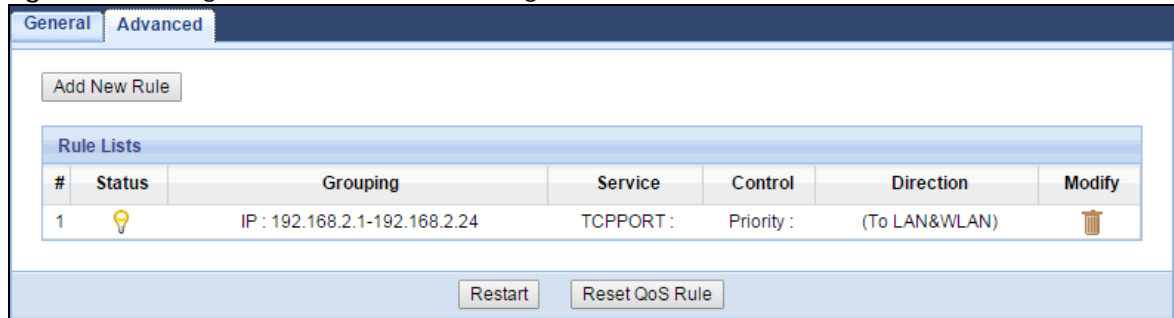 General Advanced
Add New Rule
Rule Lists
# Status Grouping Service Control Direction Modify
1 IP : 192.168.2.1-192.168.2.24 TCPPORT : Priority : (To LAN&WLAN)
Restart Reset QoS Rule